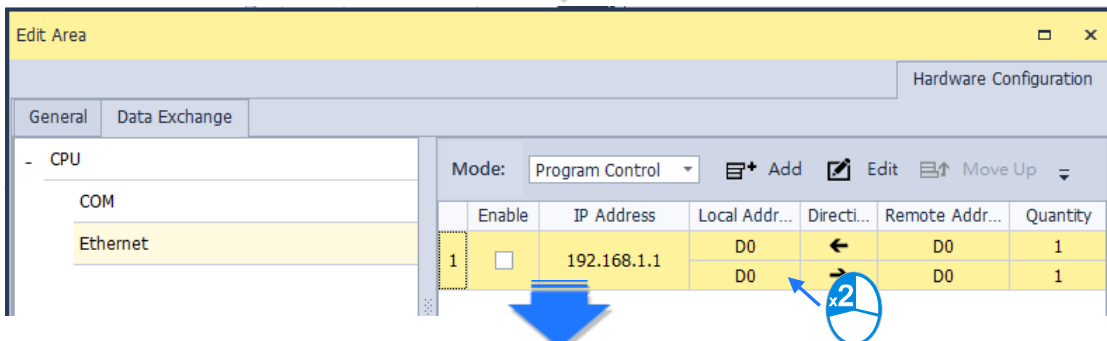 Edit Area
Hardware Configuration
General Data Exchange
- CPU
COM
Ethernet
Mode: Program Control Add Edit Move Up
Enable IP Address Local Addr... Directi... Remote Addr... Quantity
1 192.168.1.1 D0 ← D0 1
D0 → D0 1
x2